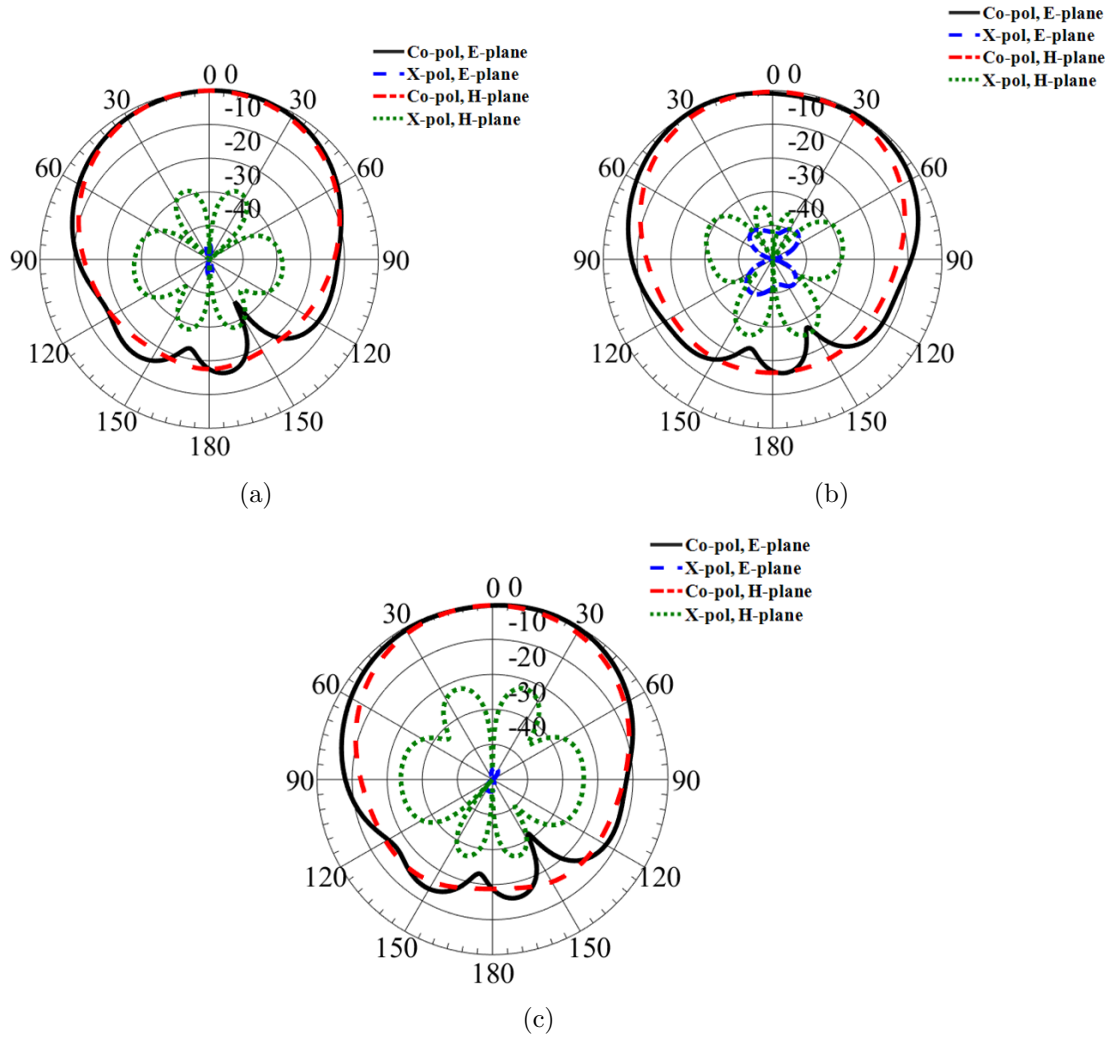 Co-pol, E-plane
X-pol, E-plane
Co-pol, H-plane
X-pol, H-plane
0 0
30 30
-10
-20
60 60
-30
-40
90 90
120 120
150 150
180
(a)
Co-pol, E-plane
X-pol, E-plane
Co-pol, H-plane
X-pol, H-plane
0 0
30 30
-10
-20
60 60
-30
-40
90 90
120 120
150 150
180
(b)
Co-pol, E-plane
X-pol, E-plane
Co-pol, H-plane
X-pol, H-plane
0 0
30 30
-10
-20
60 60
-30
-40
90 90
120 120
150 150
180
(c)